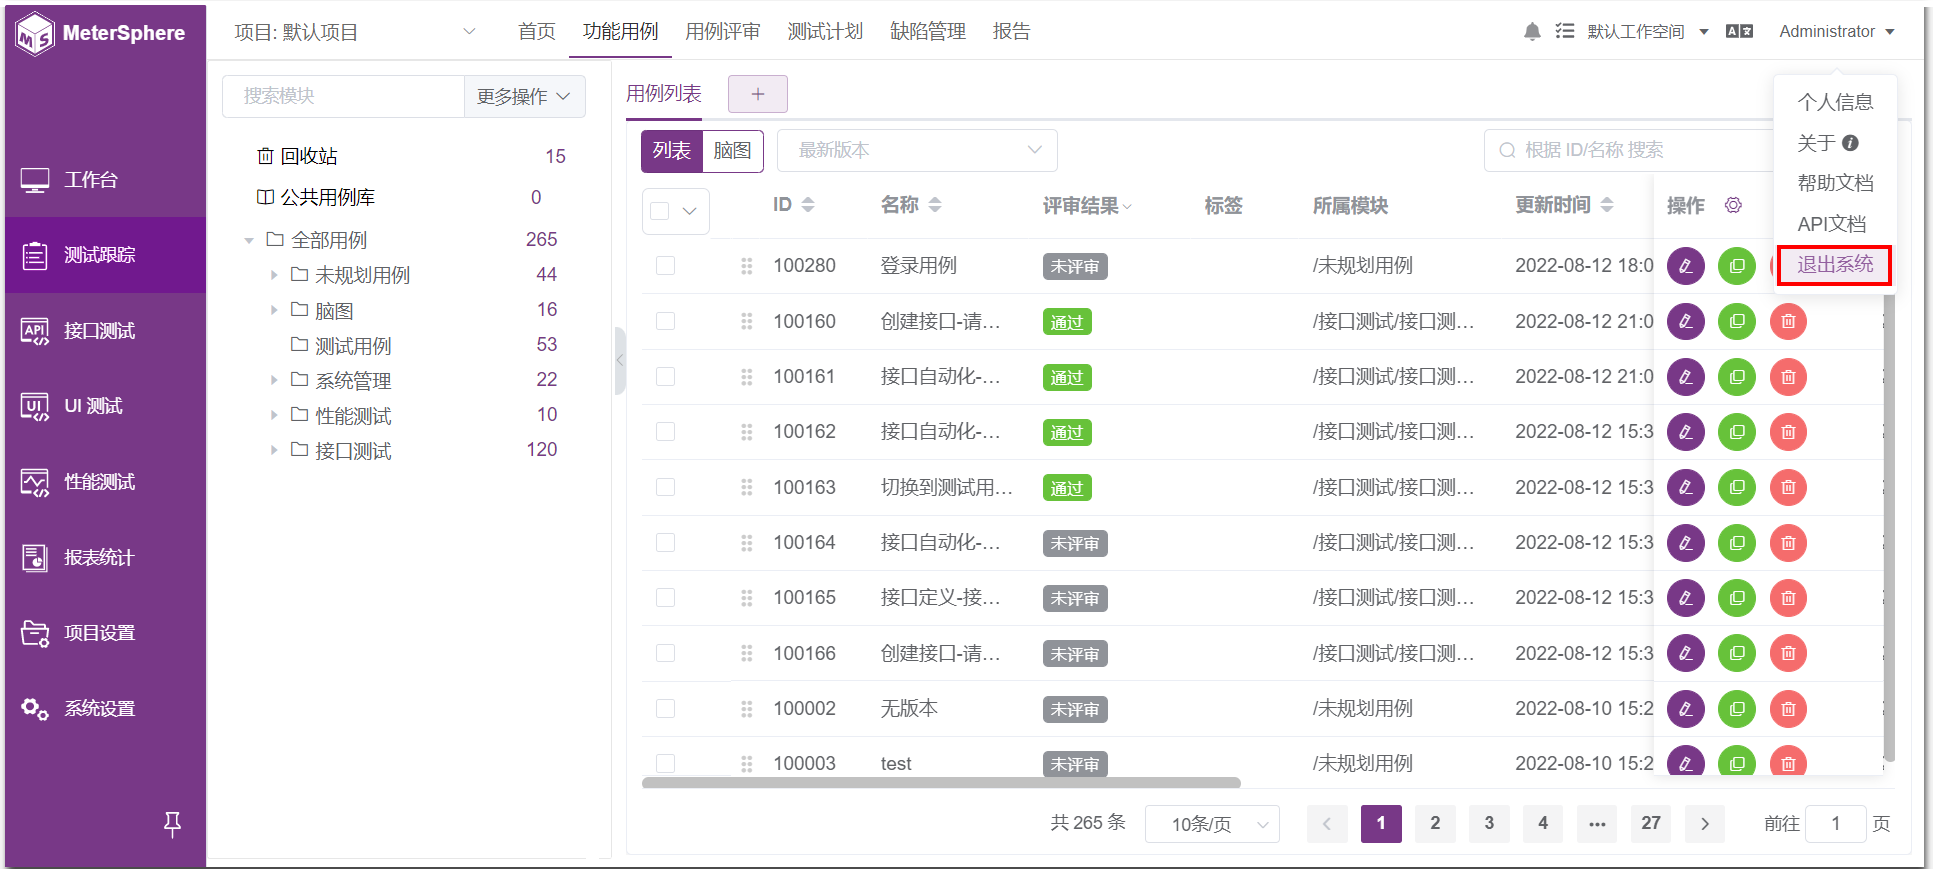 MeterSphere
项目: 默认项目
首页
功能用例
用例评审
测试计划
缺陷管理
报告
默认工作空间
Administrator
工作台
测试跟踪
API
接口测试
UI
UI 测试
性能测试
报表统计
项目设置
系统设置
搜索模块
更多操作
回收站 15
公共用例库 0
全部用例 265
未规划用例 44
脑图 16
测试用例 53
系统管理 22
性能测试 10
接口测试 120
用例列表
+
列表
脑图
最新版本
根据 ID/名称 搜索
个人信息
关于
帮助文档
API文档
退出系统
ID 名称 评审结果 标签 所属模块 更新时间 操作
100280 登录用例 未评审 /未规划用例 2022-08-12 18:0
100160 创建接口-请... 通过 /接口测试/接口测... 2022-08-12 21:0
100161 接口自动化-... 通过 /接口测试/接口测... 2022-08-12 21:0
100162 接口自动化-... 通过 /接口测试/接口测... 2022-08-12 15:3
100163 切换到测试用... 通过 /接口测试/接口测... 2022-08-12 15:3
100164 接口自动化-... 未评审 /接口测试/接口测... 2022-08-12 15:3
100165 接口定义-接... 未评审 /接口测试/接口测... 2022-08-12 15:3
100166 创建接口-请... 未评审 /接口测试/接口测... 2022-08-12 15:3
100002 无版本 未评审 /未规划用例 2022-08-10 15:2
100003 test 未评审 /未规划用例 2022-08-10 15:2
共 265 条 10条/页 < 1 2 3 4 ... 27 > 前往 1 页